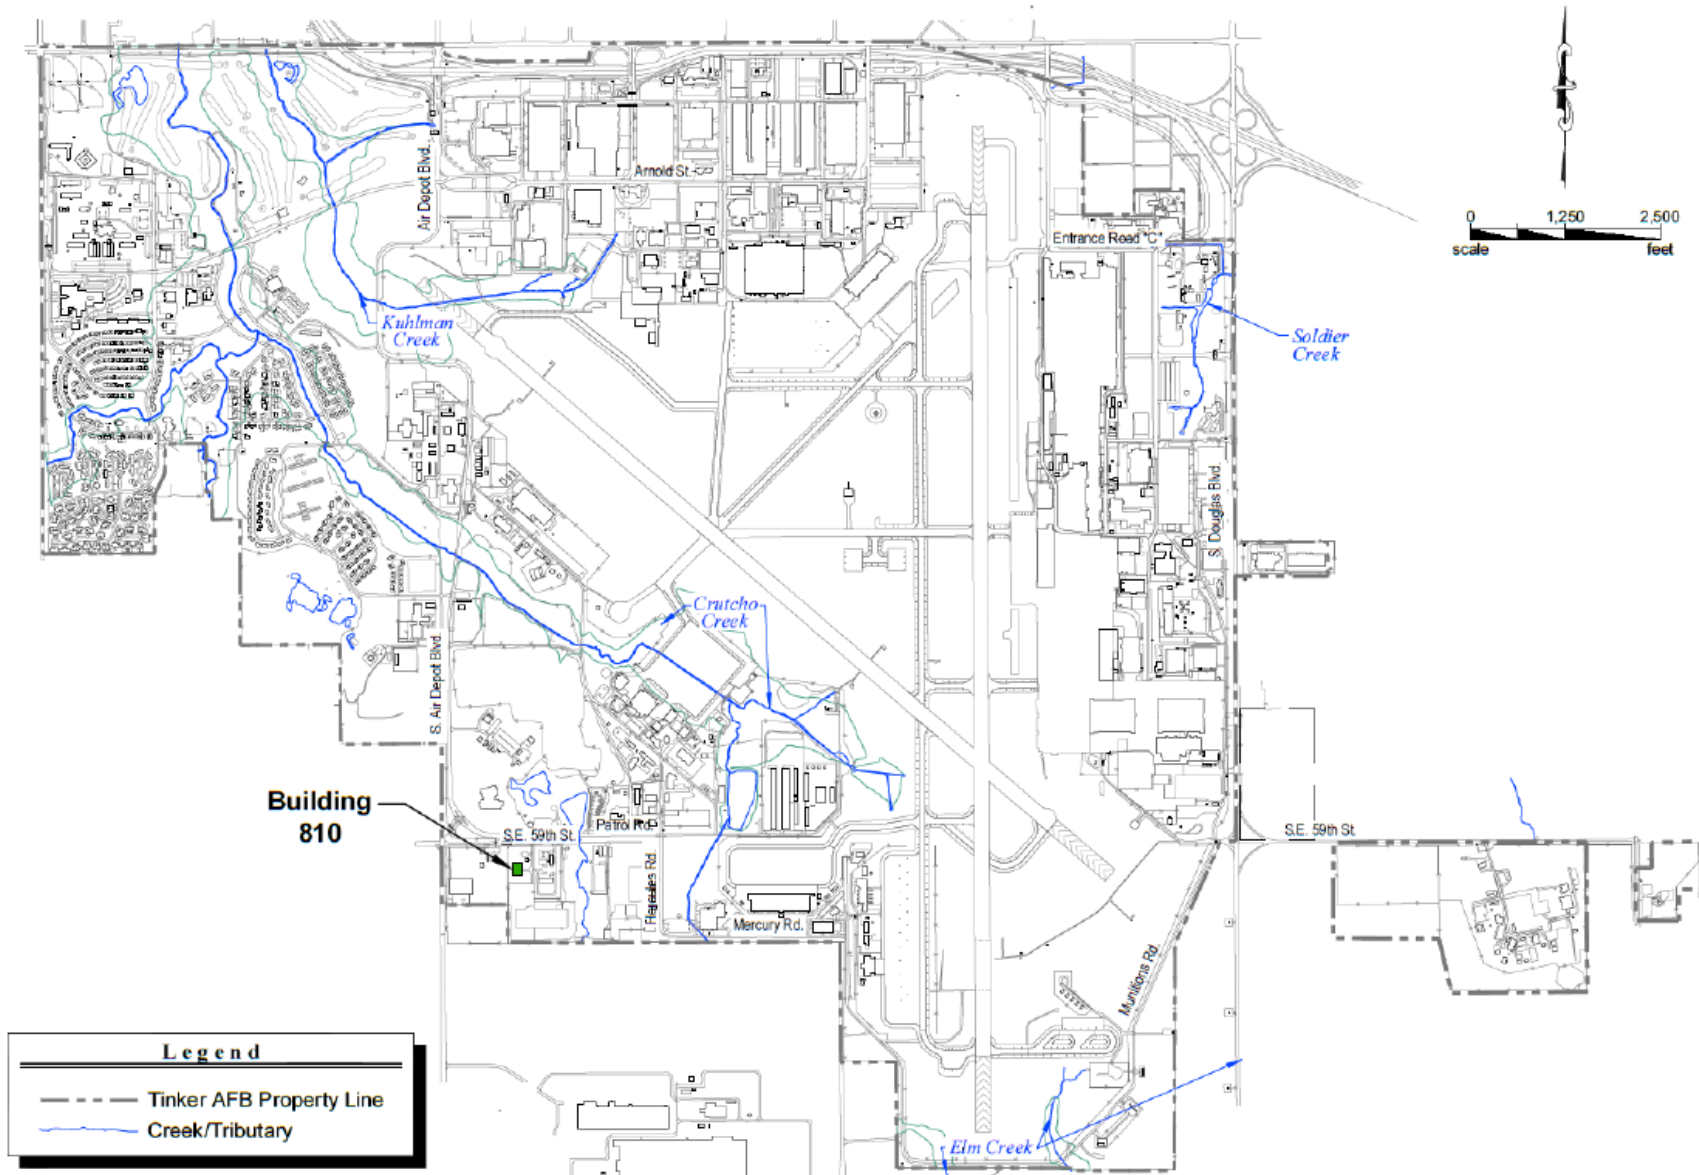 Arnold St.
Air Depot Blvd.
0 1,250 2,500
scale feet
Entrance Road "C"
Kuhlman
Creek
Soldier
Creek
S. Douglas Blvd.
Crutcho
Creek
S. Air Depot Blvd.
Building
810
S.E. 59th St.
Patrol Rd.
S.E. 59th St.
Hercules Rd.
Mercury Rd.
Munitions Rd.
Elm Creek
Legend
Tinker AFB Property Line
Creek/Tributary